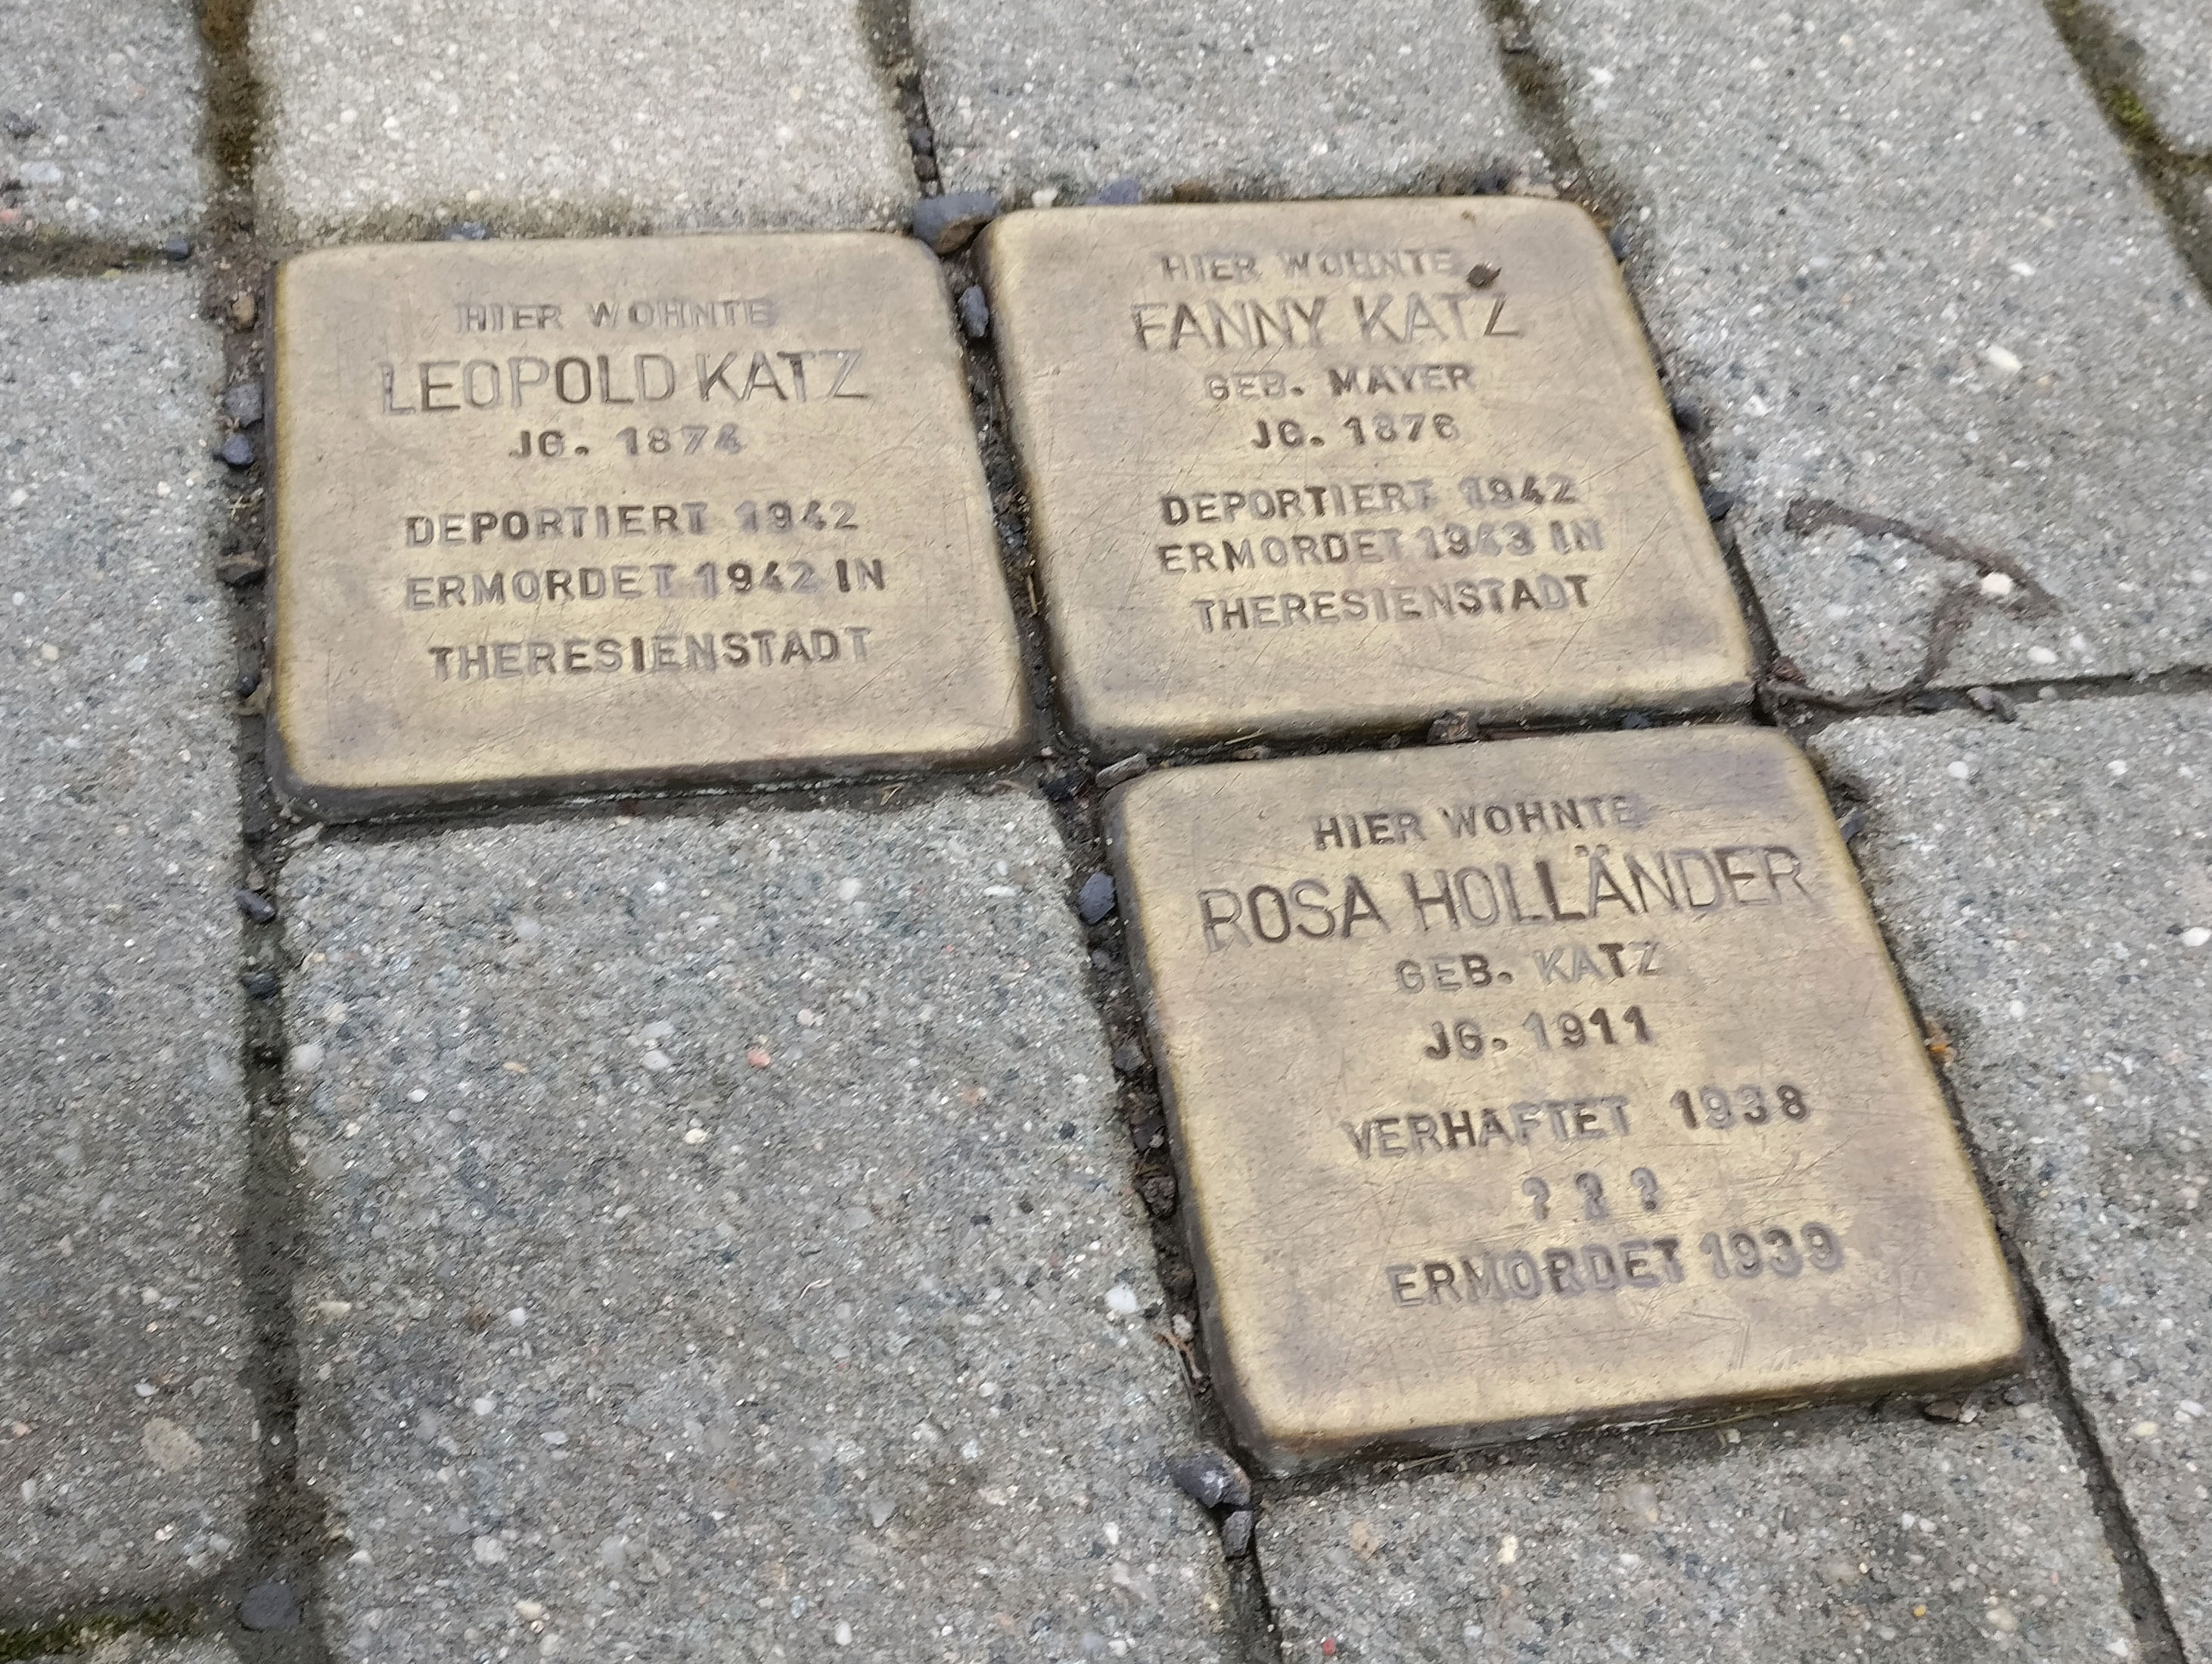 HIER WOHNTE
LEOPOLD KATZ
JG. 1874
DEPORTIERT 1942
ERMORDET 1942 IN
THERESIENSTADT
HIER WOHNTE
FANNY KATZ
GEB. MAYER
JG. 1876
DEPORTIERT 1942
ERMORDET 1943 IN
THERESIENSTADT
HIER WOHNTE
ROSA HOLLÄNDER
GEB. KATZ
JG. 1911
VERHAFTET 1938
? ? ?
ERMORDET 1939